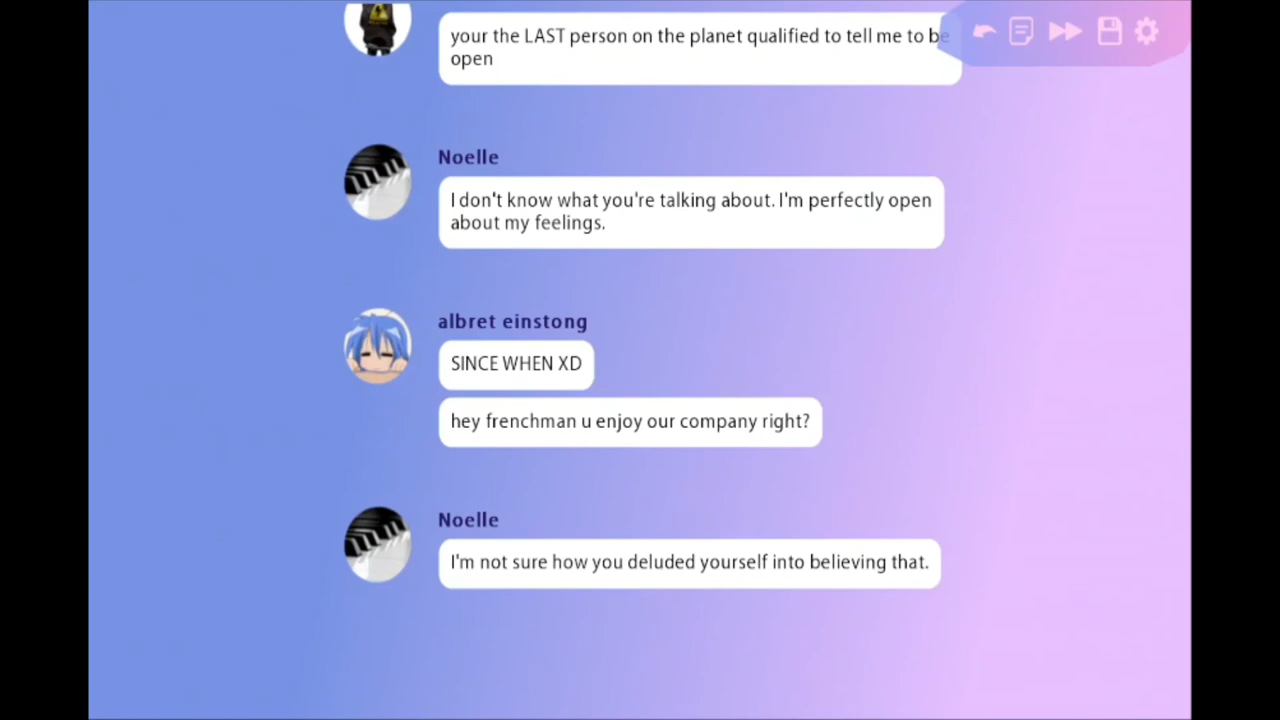 your the LAST person on the planet qualified to tell me to be
open
Noelle
I don't know what you're talking about. I'm perfectly open
about my feelings.
albret einstong
SINCE WHEN XD
hey frenchman u enjoy our company right?
Noelle
I'm not sure how you deluded yourself into believing that.